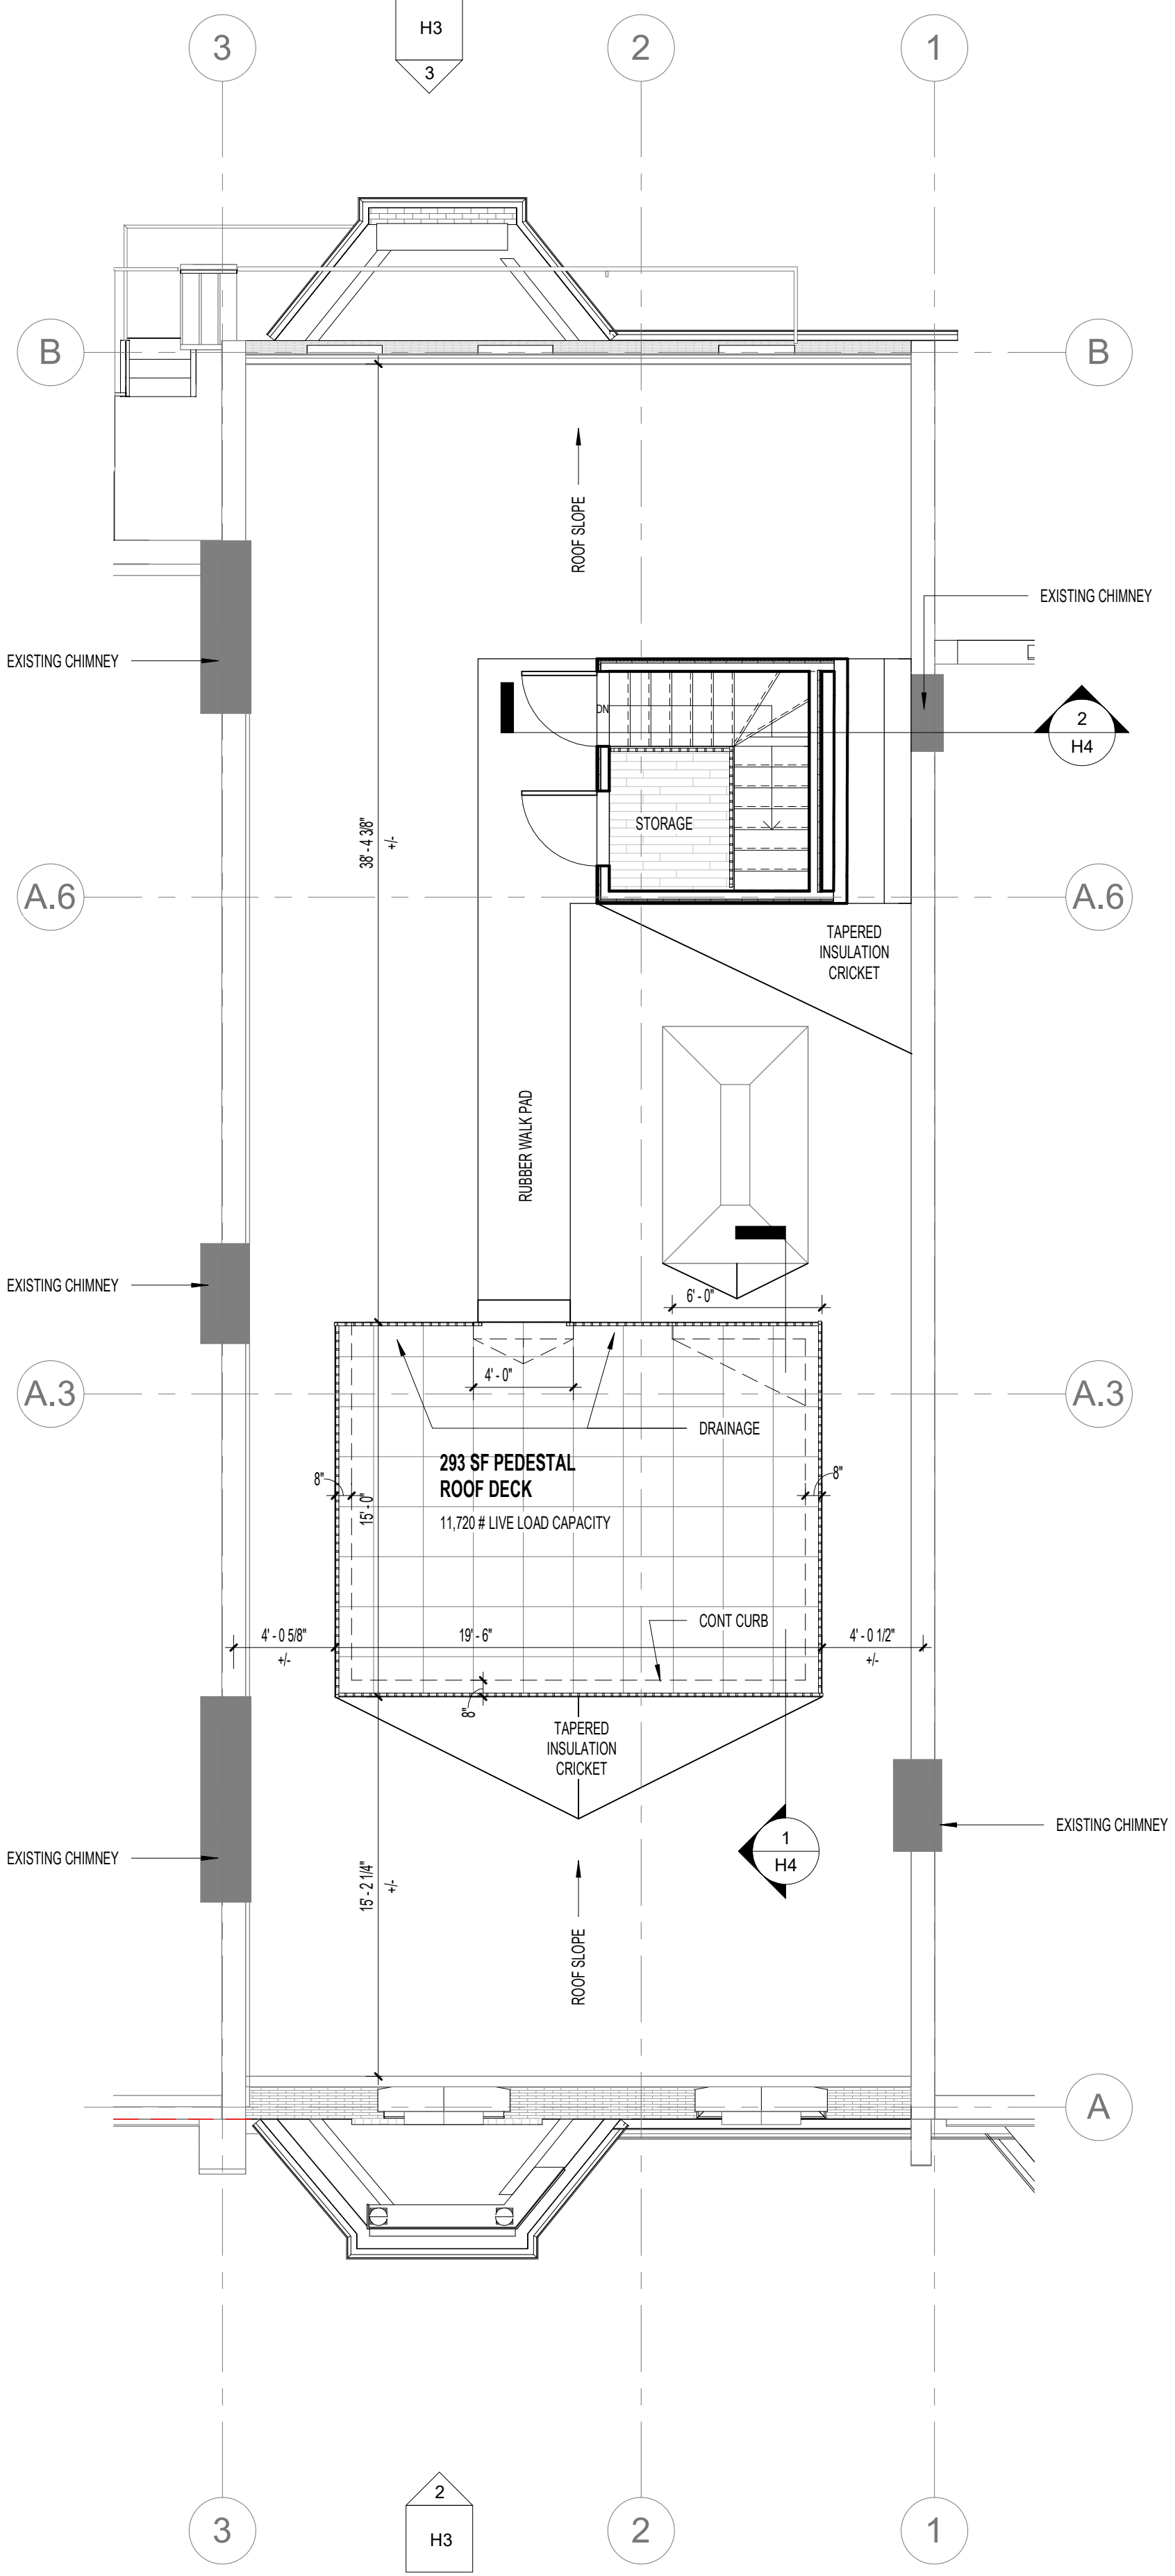 H3
3
3
2
1
B
B
ROOF SLOPE
EXISTING CHIMNEY
EXISTING CHIMNEY
DN
2
H4
STORAGE
38' - 4 3/8"
+/-
A.6
A.6
TAPERED
INSULATION
CRICKET
RUBBER WALK PAD
EXISTING CHIMNEY
6' - 0"
4' - 0"
A.3
A.3
DRAINAGE
293 SF PEDESTAL
ROOF DECK
11,720 # LIVE LOAD CAPACITY
8"
8"
15' - 0"
CONT CURB
4' - 0 5/8"
+/-
19' - 6"
4' - 0 1/2"
+/-
8"
TAPERED
INSULATION
CRICKET
EXISTING CHIMNEY
EXISTING CHIMNEY
1
H4
15' - 2 1/4"
+/-
ROOF SLOPE
A
2
H3
3
2
1